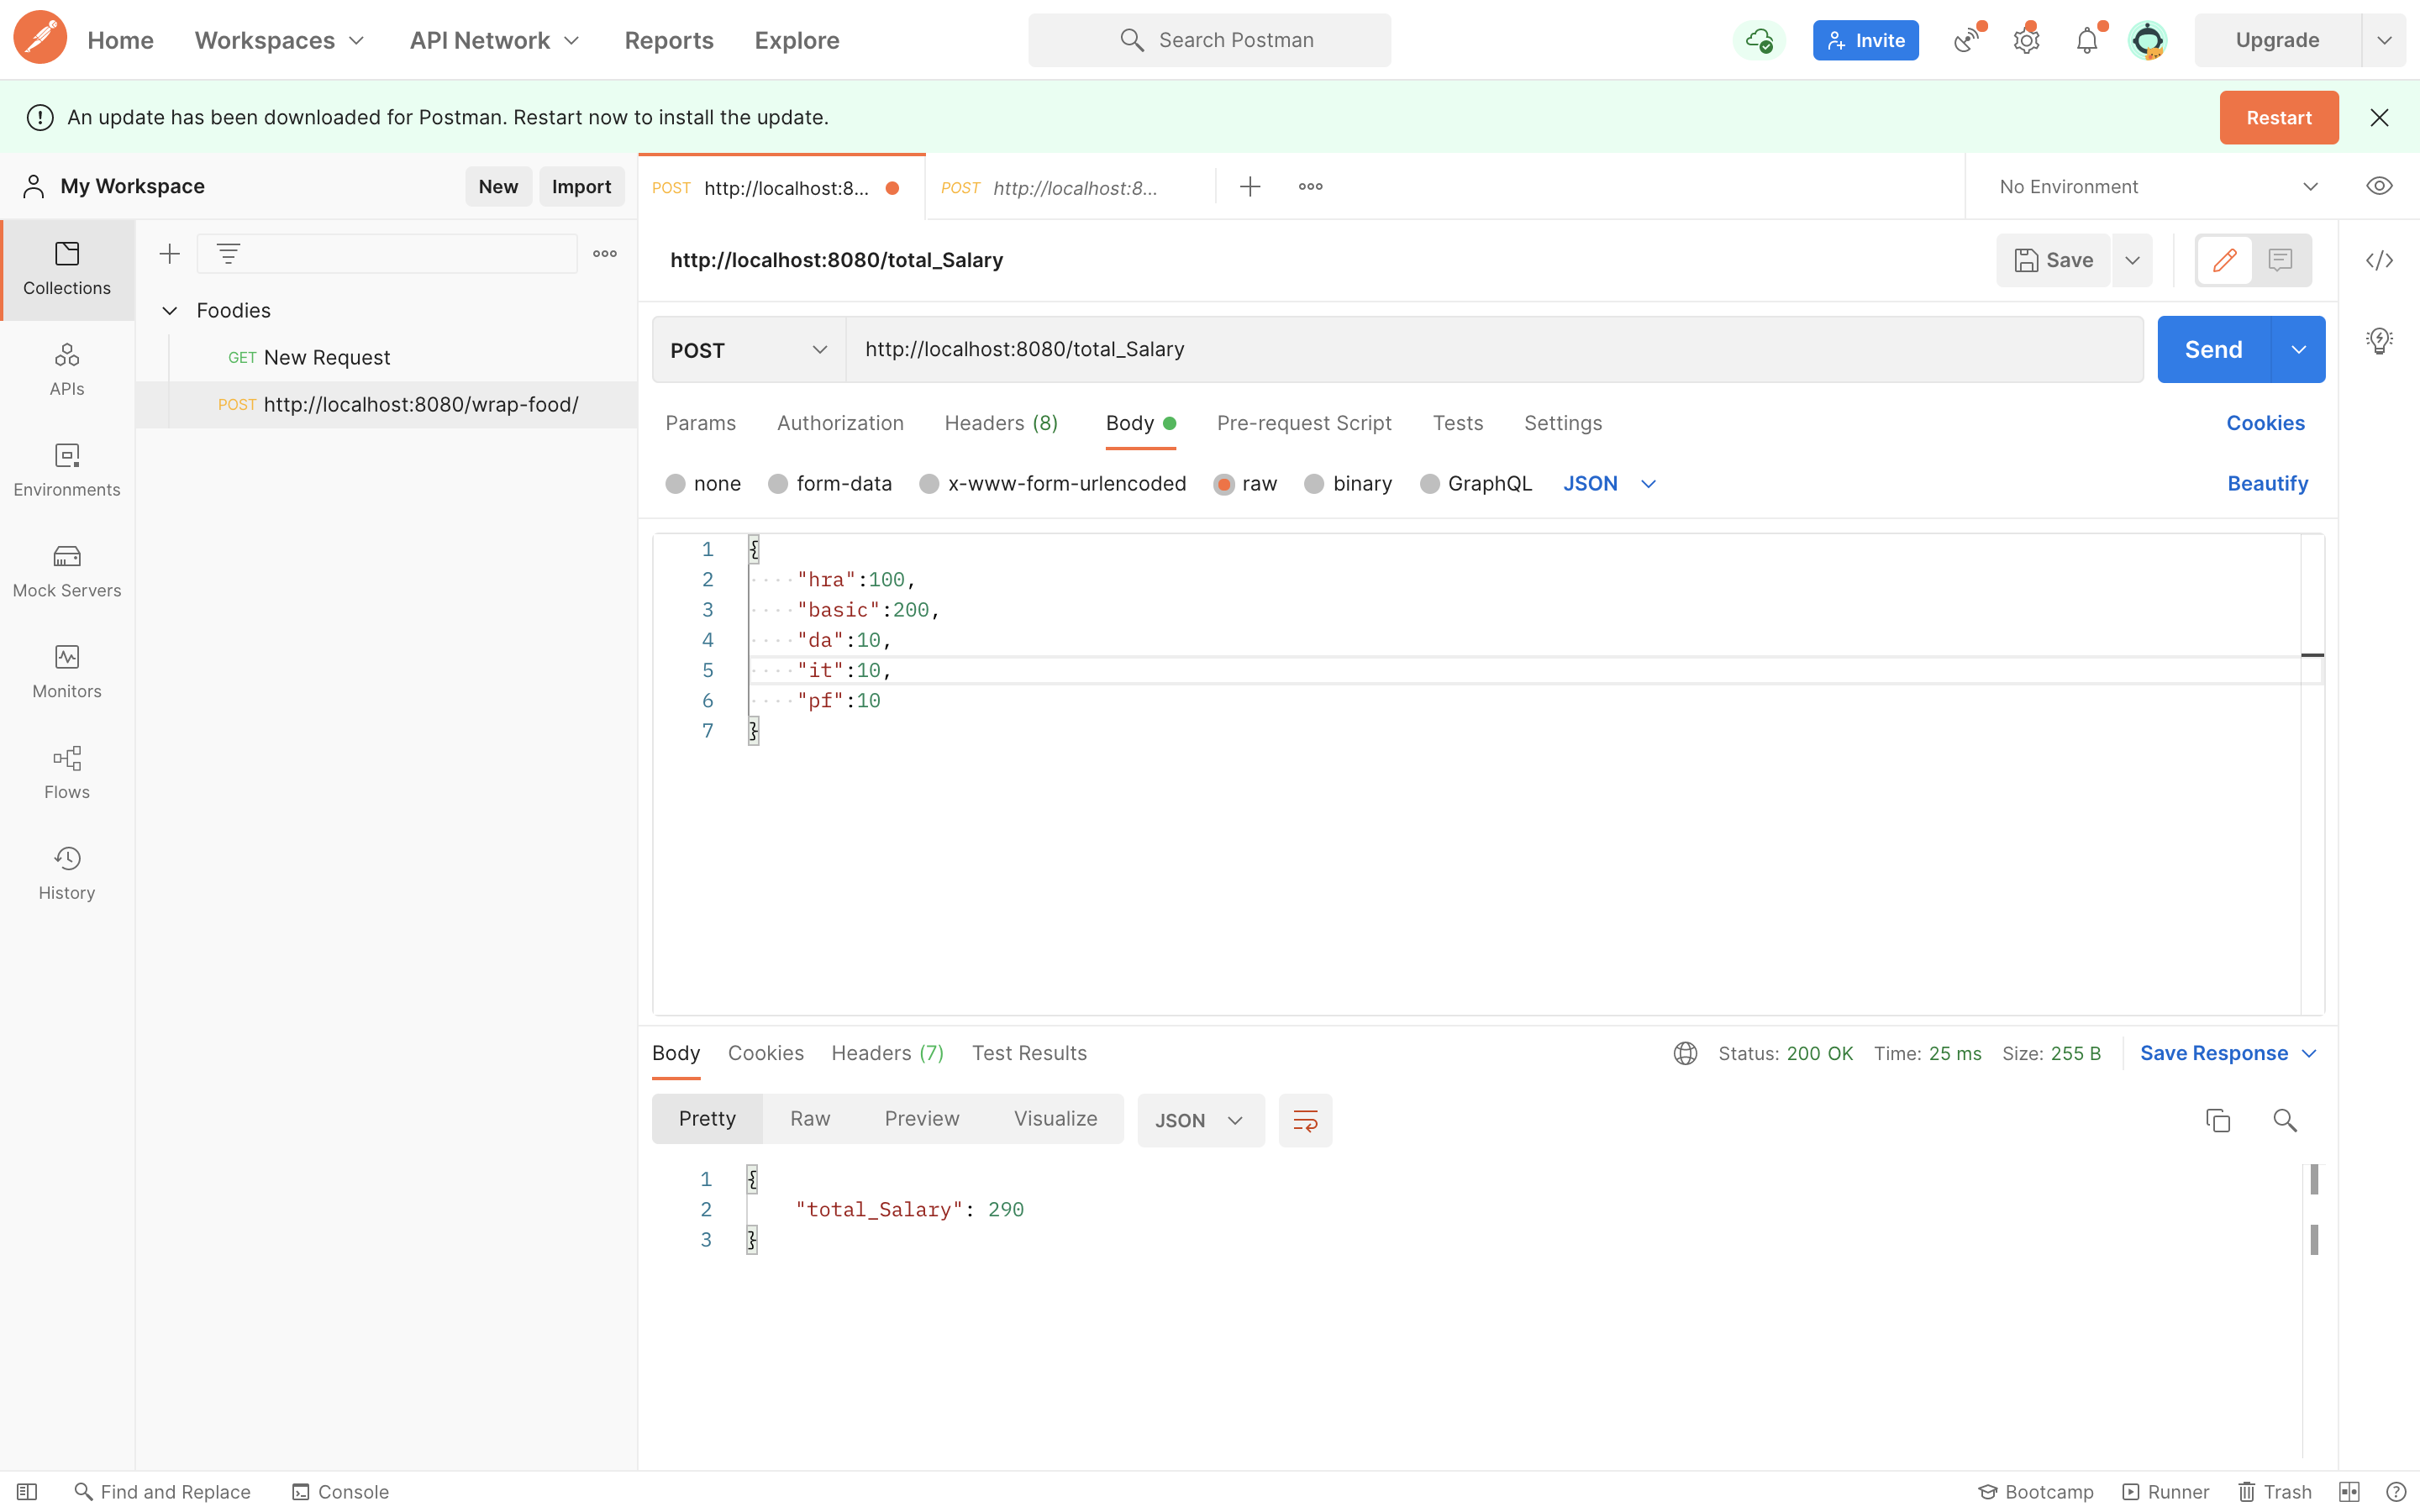 Home Workspaces API Network Reports Explore Search Postman Invite Upgrade
An update has been downloaded for Postman. Restart now to install the update. Restart
My Workspace New Import POST http://localhost:8... POST http://localhost:8... No Environment
Collections
APIs
Environments
Mock Servers
Monitors
Flows
History
Foodies
GET New Request
POST http://localhost:8080/wrap-food/
http://localhost:8080/total_Salary Save
POST http://localhost:8080/total_Salary Send
Params Authorization Headers (8) Body Pre-request Script Tests Settings Cookies
none form-data x-www-form-urlencoded raw binary GraphQL JSON Beautify
1 {
2 "hra":100,
3 "basic":200,
4 "da":10,
5 "it":10,
6 "pf":10
7 }
Body Cookies Headers (7) Test Results Status: 200 OK Time: 25 ms Size: 255 B Save Response
Pretty Raw Preview Visualize JSON
1 {
2 "total_Salary": 290
3 }
Find and Replace Console Bootcamp Runner Trash